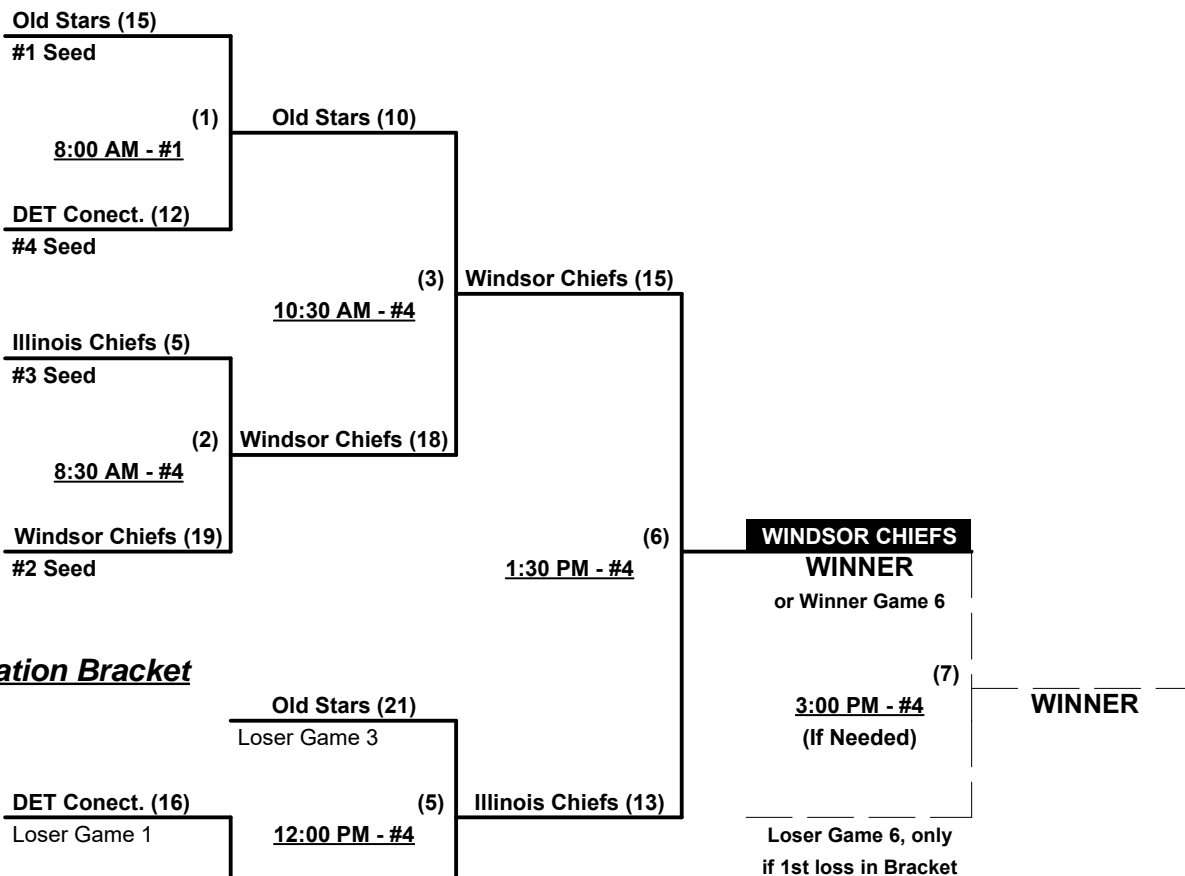 Old Stars (15)
#1 Seed
(1)
Old Stars (10)
8:00 AM - #1
DET Conect. (12)
#4 Seed
(3)
Windsor Chiefs (15)
10:30 AM - #4
Illinois Chiefs (5)
#3 Seed
(2)
Windsor Chiefs (18)
8:30 AM - #4
Windsor Chiefs (19)
#2 Seed
(6)
1:30 PM - #4
WINDSOR CHIEFS
WINNER
or Winner Game 6
ation Bracket
(7)
3:00 PM - #4
(If Needed)
WINNER
Old Stars (21)
Loser Game 3
DET Conect. (16)
Loser Game 1
(5)
12:00 PM - #4
Illinois Chiefs (13)
Loser Game 6, only
if 1st loss in Bracket